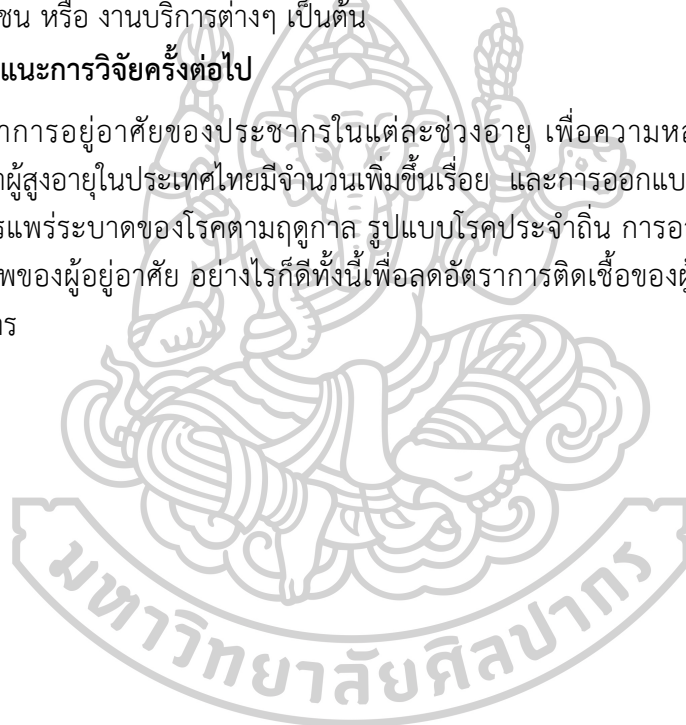 ชน หรือ งานบริการต่างๆ เป็นต้น
แนะการวิจัยครั้งต่อไป
าการอยู่อาศัยของประชากรในแต่ละช่วงอายุ เพื่อความหล
ผู้สูงอายุในประเทศไทยมีจำนวนเพิ่มขึ้นเรื่อย และการออกแบบ
รแพร่ระบาดของโรคตามฤดูกาล รูปแบบโรคประจำถิ่น การอ
พของผู้อยู่อาศัย อย่างไรก็ดีทั้งนี้เพื่อลดอัตราการติดเชื้อของผู้
าร
มหาวิทยาลัยศิลปากร